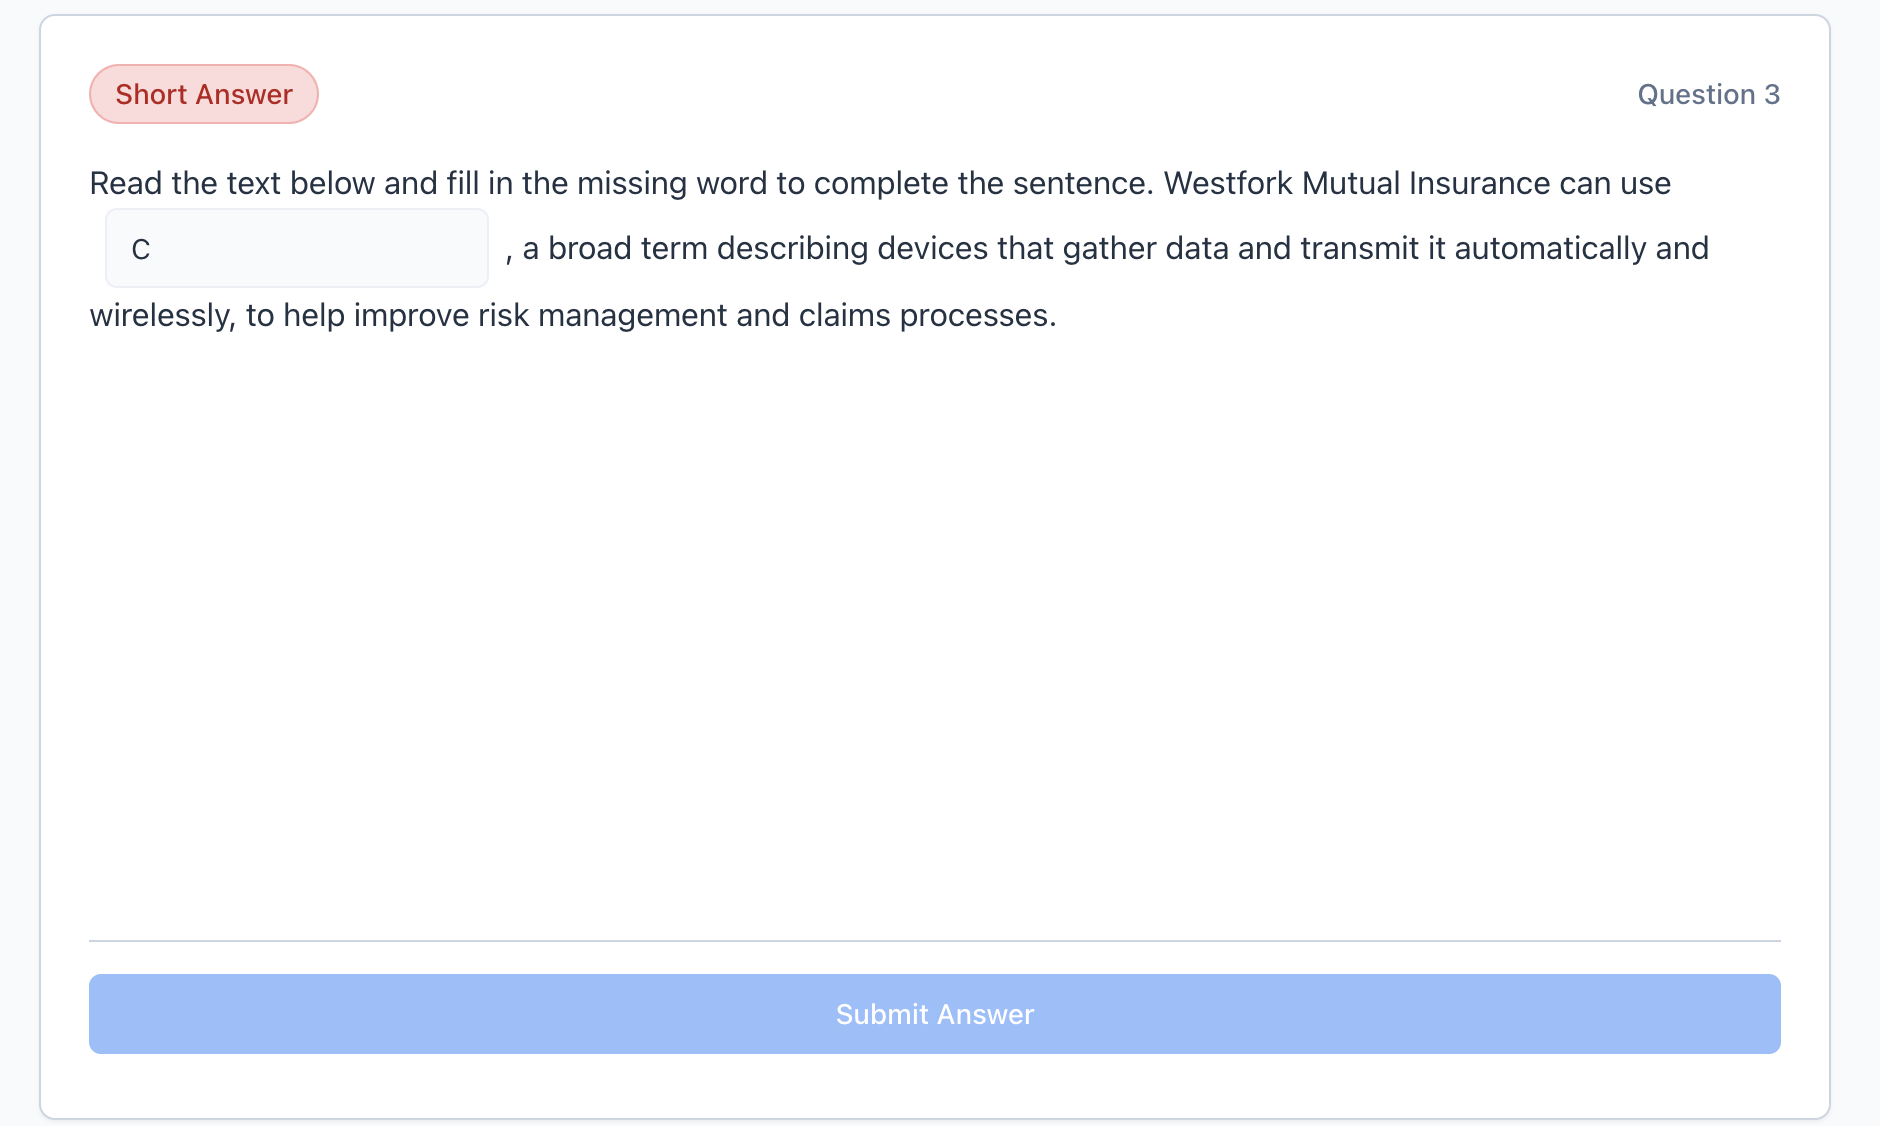 Short Answer
Question 3
Read the text below and fill in the missing word to complete the sentence. Westfork Mutual Insurance can use
C , a broad term describing devices that gather data and transmit it automatically and
wirelessly, to help improve risk management and claims processes.
Submit Answer